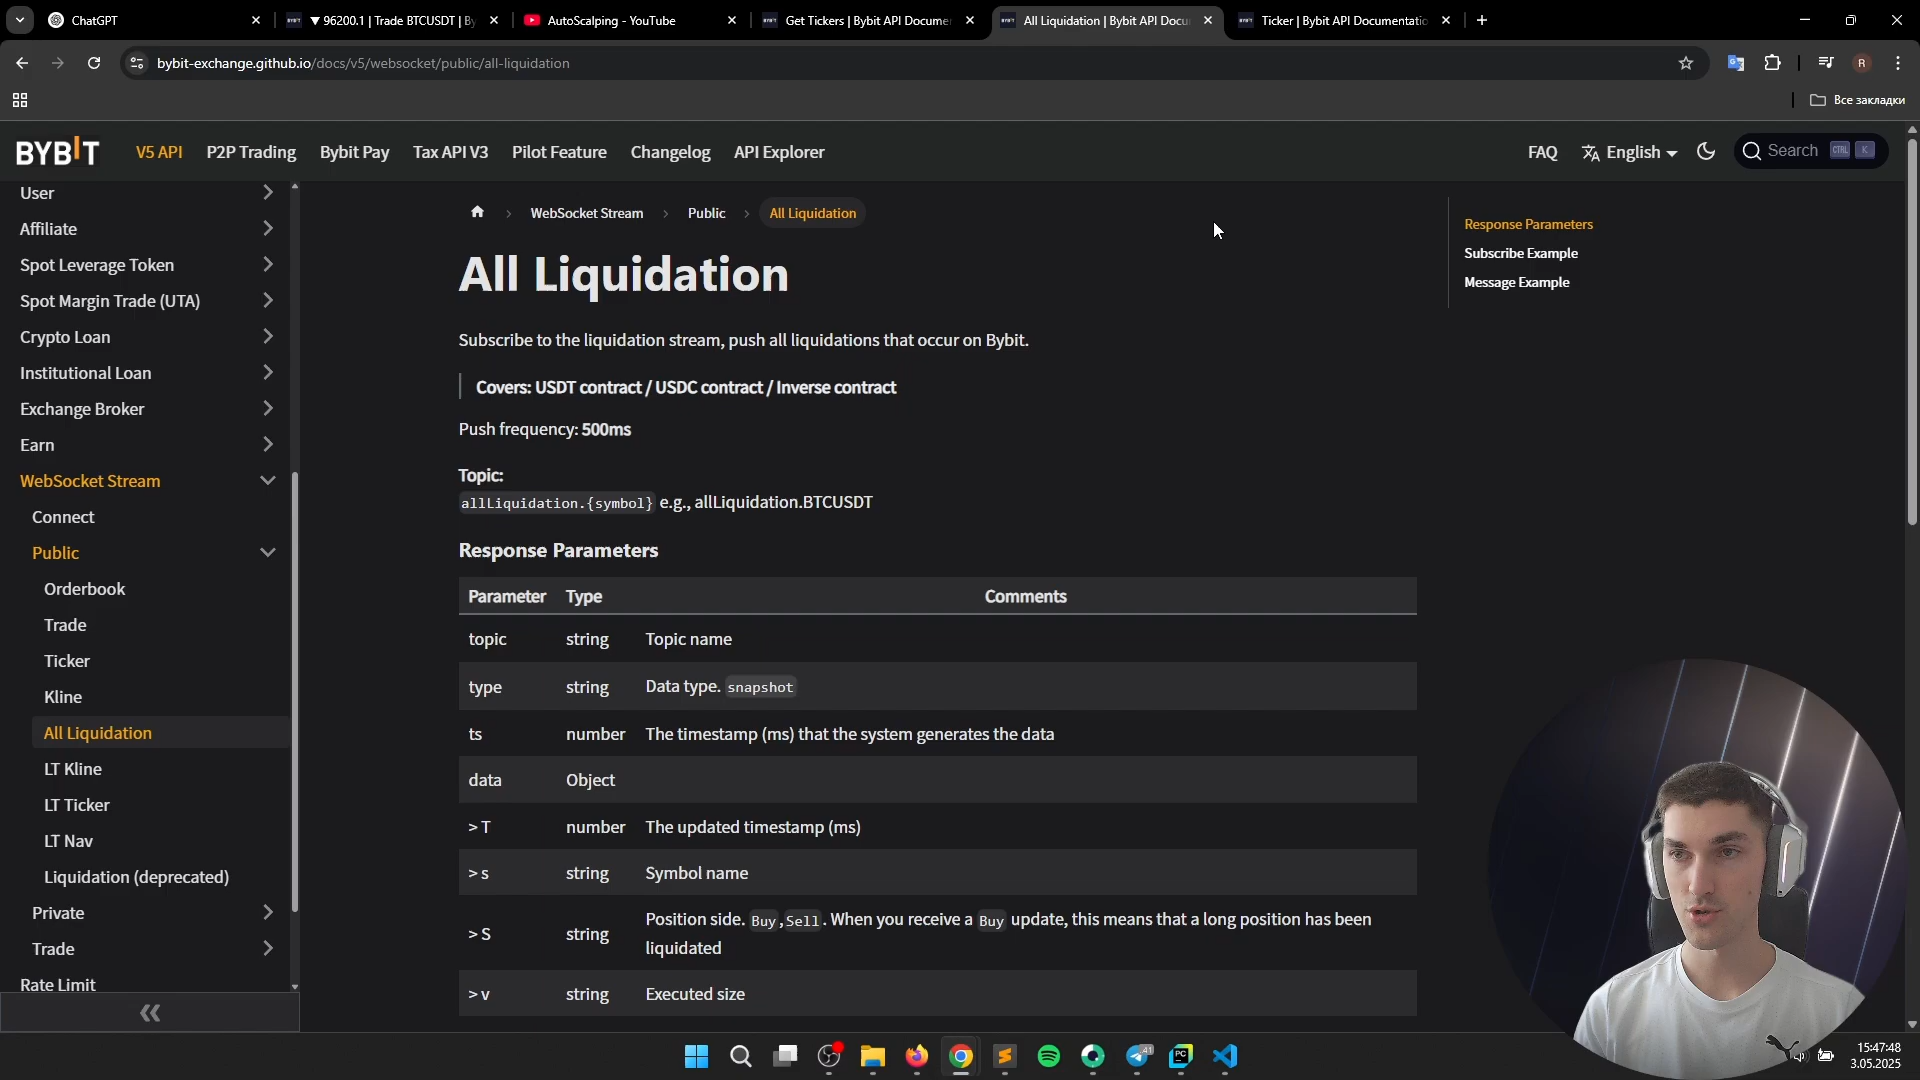 ChatGPT
▼ 96200.1 | Trade BTCUSDT | By
AutoScalping - YouTube
Get Tickers | Bybit API Docume
All Liquidation | Bybit API Docu
Ticker | Bybit API Documentatio
bybit-exchange.github.io/docs/v5/websocket/public/all-liquidation
R
Все закладки
BYBIT
V5 API
P2P Trading
Bybit Pay
Tax API V3
Pilot Feature
Changelog
API Explorer
FAQ
English
Search
CTRL K
User
Affiliate
Spot Leverage Token
Spot Margin Trade (UTA)
Crypto Loan
Institutional Loan
Exchange Broker
Earn
WebSocket Stream
Connect
Public
Orderbook
Trade
Ticker
Kline
All Liquidation
LT Kline
LT Ticker
LT Nav
Liquidation (deprecated)
Private
Trade
Rate Limit
WebSocket Stream
Public
All Liquidation
All Liquidation
Subscribe to the liquidation stream, push all liquidations that occur on Bybit.
Covers: USDT contract / USDC contract / Inverse contract
Push frequency: 500ms
Topic:
allLiquidation.{symbol} e.g., allLiquidation.BTCUSDT
Response Parameters
Parameter Type Comments
topic string Topic name
type string Data type. snapshot
ts number The timestamp (ms) that the system generates the data
data Object
> T number The updated timestamp (ms)
> s string Symbol name
> S string Position side. Buy,Sell. When you receive a Buy update, this means that a long position has been
liquidated
> v string Executed size
Response Parameters
Subscribe Example
Message Example
41
PC
15:47:48
3.05.2025